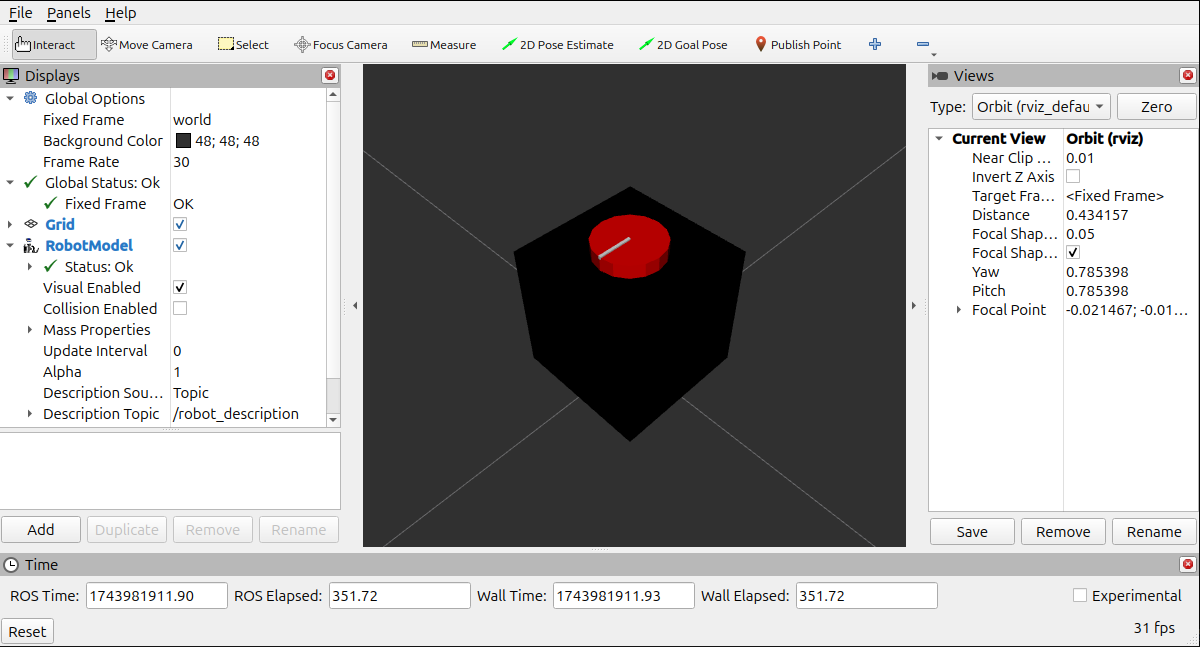 File Panels Help
Interact Move Camera Select Focus Camera Measure 2D Pose Estimate 2D Goal Pose Publish Point
Displays
Global Options
Fixed Frame world
Background Color 48; 48; 48
Frame Rate 30
Global Status: Ok
Fixed Frame OK
Grid
RobotModel
Status: Ok
Visual Enabled
Collision Enabled
Mass Properties
Update Interval 0
Alpha 1
Description Sou... Topic
Description Topic /robot_description
Add Duplicate Remove Rename
Views
Type: Orbit (rviz_defau Zero
Current View Orbit (rviz)
Near Clip ... 0.01
Invert Z Axis
Target Fra... <Fixed Frame>
Distance 0.434157
Focal Shap... 0.05
Focal Shap...
Yaw 0.785398
Pitch 0.785398
Focal Point -0.021467; -0.01...
Save Remove Rename
Time
ROS Time: 1743981911.90 ROS Elapsed: 351.72 Wall Time: 1743981911.93 Wall Elapsed: 351.72 Experimental
Reset 31 fps